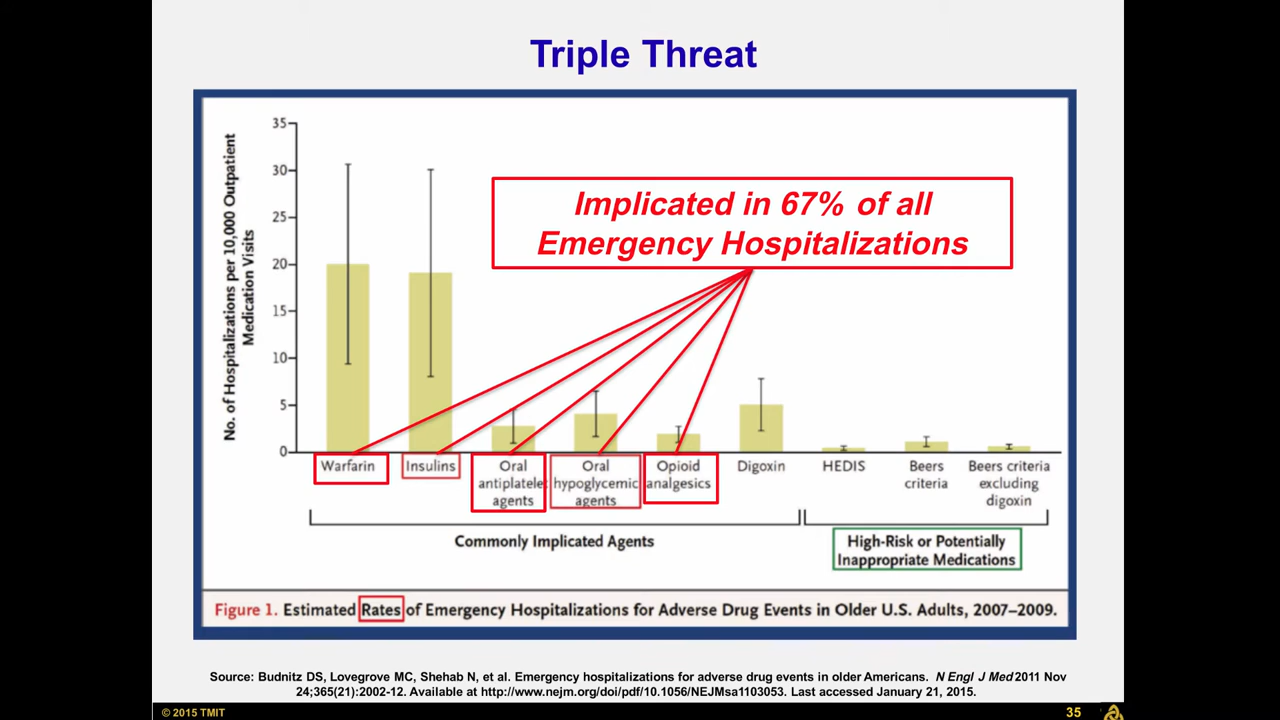 Triple Threat
No. of Hospitalizations per 10,000 Outpatient
Medication Visits
35
30
25
20
15
10
5
0
Implicated in 67% of all
Emergency Hospitalizations
Warfarin
Insulins
Oral
antiplatelet
agents
Oral
hypoglycemic
agents
Opioid
analgesics
Digoxin
HEDIS
Beers
criteria
Beers criteria
excluding
digoxin
Commonly Implicated Agents
High-Risk or Potentially
Inappropriate Medications
Figure 1. Estimated Rates of Emergency Hospitalizations for Adverse Drug Events in Older U.S. Adults, 2007–2009.
Source: Budnitz DS, Lovegrove MC, Shehab N, et al. Emergency hospitalizations for adverse drug events in older Americans. N Engl J Med 2011 Nov
24;365(21):2002-12. Available at http://www.nejm.org/doi/pdf/10.1056/NEJMsa1103053. Last accessed January 21, 2015.
© 2015 TMIT
35